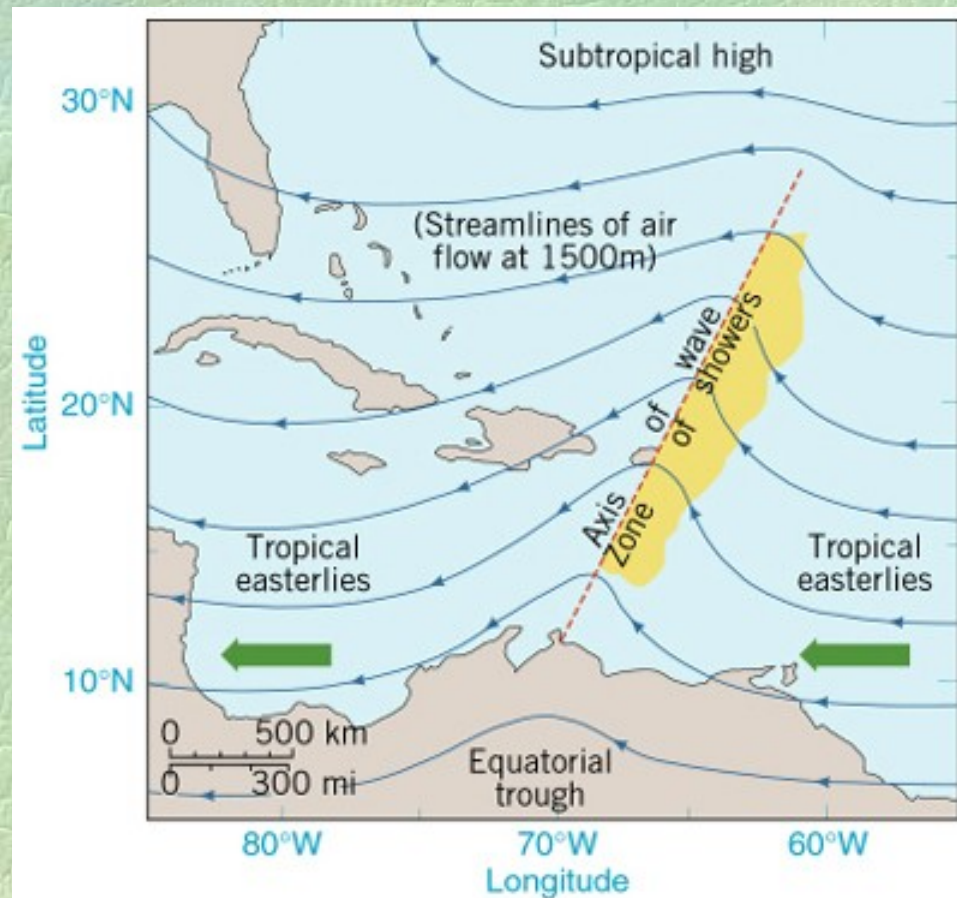 Subtropical high
30°N
(Streamlines of air
flow at 1500m)
Axis of wave
Zone of showers
Latitude
20°N
Tropical
easterlies
Tropical
easterlies
10°N
0 500 km
0 300 mi
Equatorial
trough
80°W 70°W 60°W
Longitude